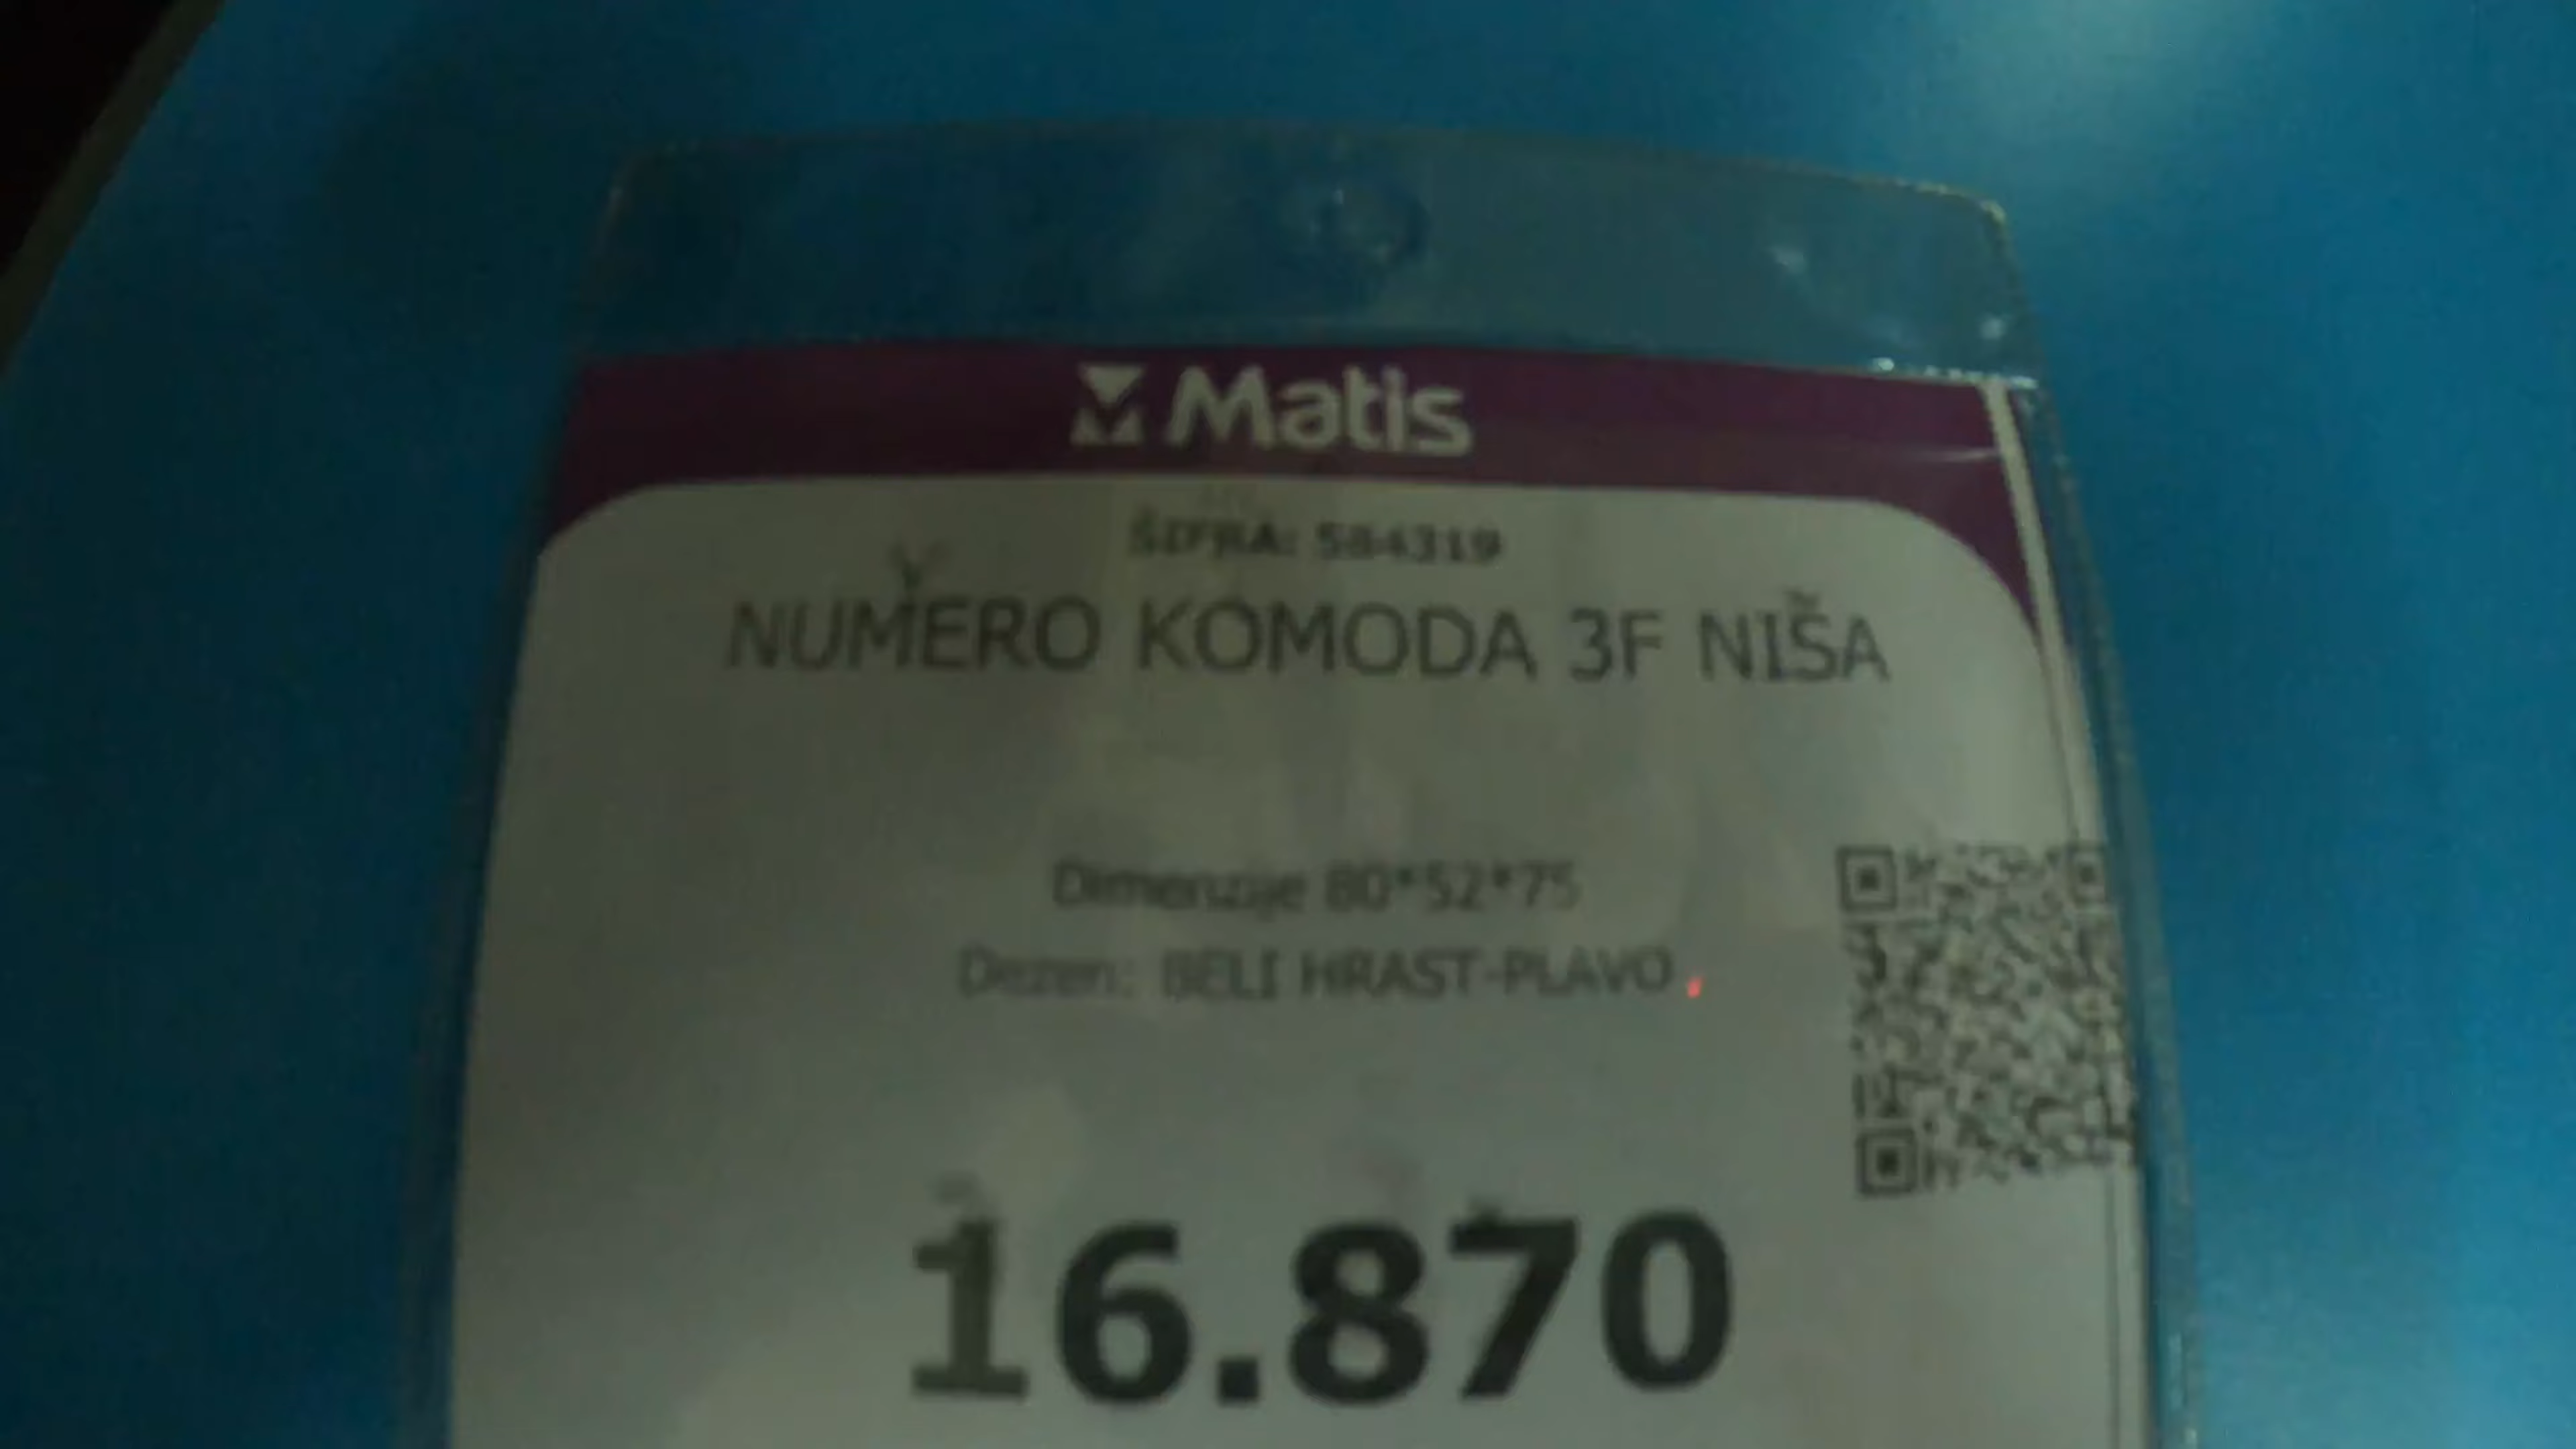 Matis
ŠIFRA: 584319
NUMERO KOMODA 3F NIŠA
Dimenzije 80*52*75
Dezen: BELI HRAST-PLAVO
16.870